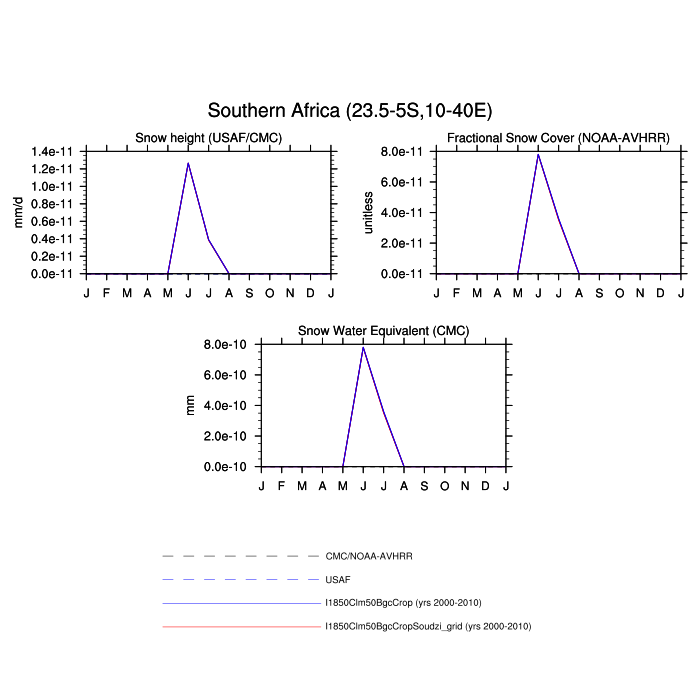 Southern Africa (23.5-5S,10-40E)
Snow height (USAF/CMC)
mm/d
1.4e-11
1.2e-11
1.0e-11
0.8e-11
0.6e-11
0.4e-11
0.2e-11
0.0e-11
J F M A M J J A S O N D J
Fractional Snow Cover (NOAA-AVHRR)
unitless
8.0e-11
6.0e-11
4.0e-11
2.0e-11
0.0e-11
J F M A M J J A S O N D J
Snow Water Equivalent (CMC)
mm
8.0e-10
6.0e-10
4.0e-10
2.0e-10
0.0e-10
J F M A M J J A S O N D J
CMC/NOAA-AVHRR
USAF
I1850Clm50BgcCrop (yrs 2000-2010)
I1850Clm50BgcCropSoudzi_grid (yrs 2000-2010)